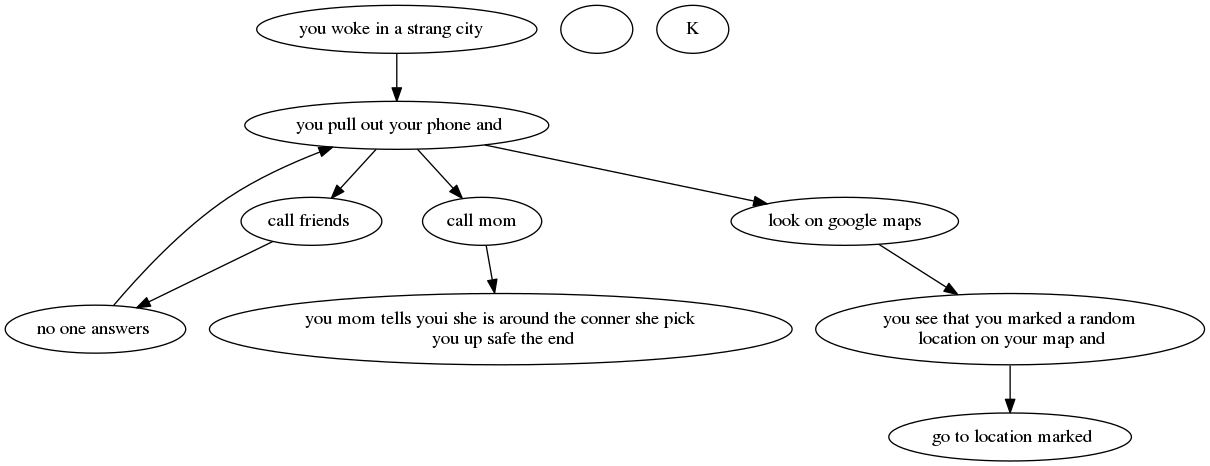 you woke in a strang city
K
you pull out your phone and
call friends
call mom
look on google maps
no one answers
you mom tells youi she is around the conner she pick
you up safe the end
you see that you marked a random
location on your map and
go to location marked